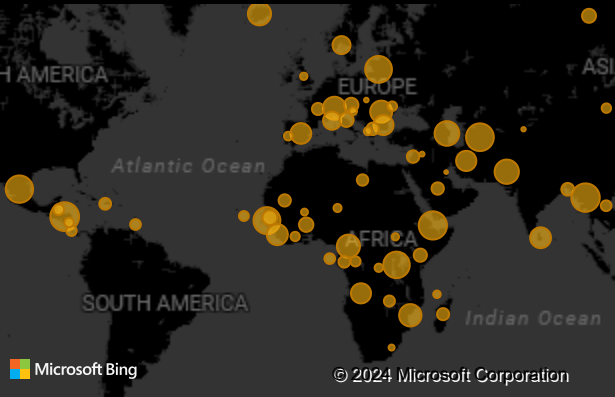 H AMERICA
EUROPE
ASI
Atlantic Ocean
AFRICA
SOUTH AMERICA
Indian Ocean
Microsoft Bing
© 2024 Microsoft Corporation